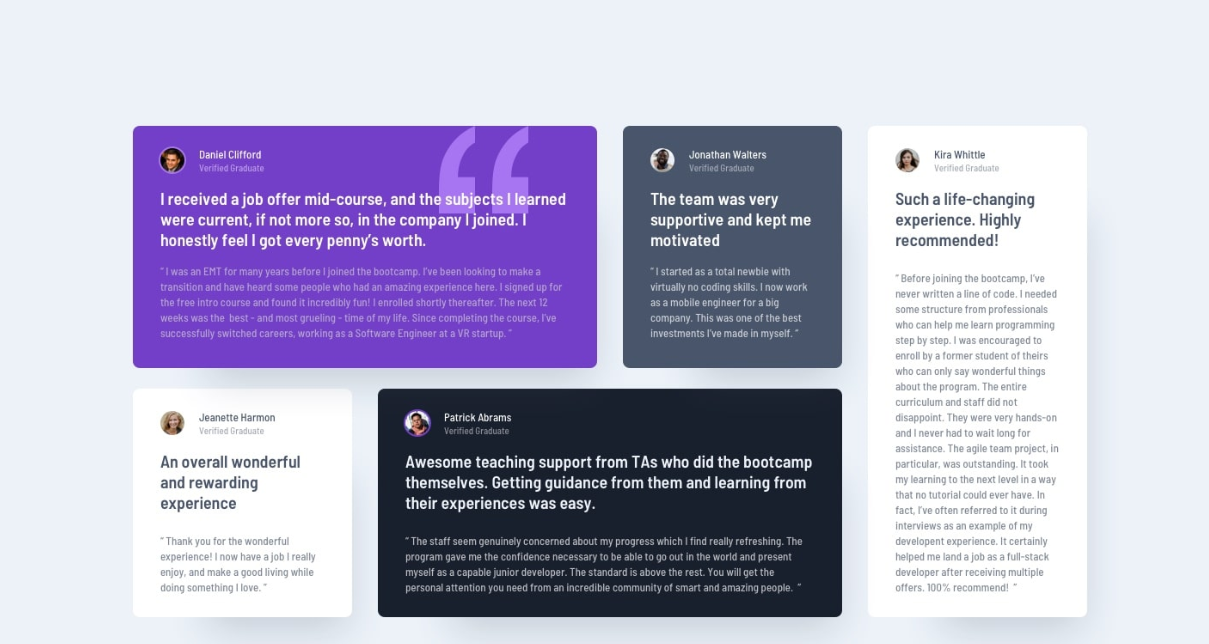 Daniel Clifford
Verified Graduate
I received a job offer mid-course, and the subjects I learned
were current, if not more so, in the company I joined. I
honestly feel I got every penny’s worth.
“ I was an EMT for many years before I joined the bootcamp. I’ve been looking to make a
transition and have heard some people who had an amazing experience here. I signed up for
the free intro course and found it incredibly fun! I enrolled shortly thereafter. The next 12
weeks was the best - and most grueling - time of my life. Since completing the course, I’ve
successfully switched careers, working as a Software Engineer at a VR startup. ”
Jonathan Walters
Verified Graduate
The team was very
supportive and kept me
motivated
“ I started as a total newbie with
virtually no coding skills. I now work
as a mobile engineer for a big
company. This was one of the best
investments I’ve made in myself. ”
Kira Whittle
Verified Graduate
Such a life-changing
experience. Highly
recommended!
“ Before joining the bootcamp, I’ve
never written a line of code. I needed
some structure from professionals
who can help me learn programming
step by step. I was encouraged to
enroll by a former student of theirs
who can only say wonderful things
about the program. The entire
curriculum and staff did not
disappoint. They were very hands-on
and I never had to wait long for
assistance. The agile team project, in
particular, was outstanding. It took
my learning to the next level in a way
that no tutorial could ever have. In
fact, I’ve often referred to it during
interviews as an example of my
developent experience. It certainly
helped me land a job as a full-stack
developer after receiving multiple
offers. 100% recommend! ”
Jeanette Harmon
Verified Graduate
An overall wonderful
and rewarding
experience
“ Thank you for the wonderful
experience! I now have a job I really
enjoy, and make a good living while
doing something I love. ”
Patrick Abrams
Verified Graduate
Awesome teaching support from TAs who did the bootcamp
themselves. Getting guidance from them and learning from
their experiences was easy.
“ The staff seem genuinely concerned about my progress which I find really refreshing. The
program gave me the confidence necessary to be able to go out in the world and present
myself as a capable junior developer. The standard is above the rest. You will get the
personal attention you need from an incredible community of smart and amazing people. ”